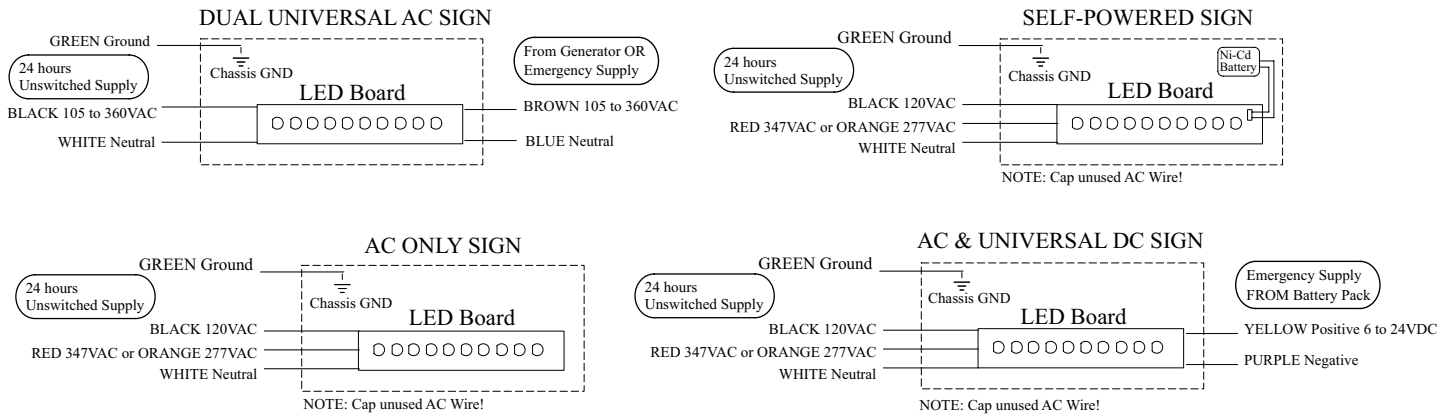 DUAL UNIVERSAL AC SIGN
GREEN Ground
24 hours
Unswitched Supply
Chassis GND
From Generator OR
Emergency Supply
LED Board
BLACK 105 to 360VAC
BROWN 105 to 360VAC
WHITE Neutral
BLUE Neutral
SELF-POWERED SIGN
GREEN Ground
24 hours
Unswitched Supply
Chassis GND
Ni-Cd
Battery
LED Board
BLACK 120VAC
RED 347VAC or ORANGE 277VAC
WHITE Neutral
NOTE: Cap unused AC Wire!
AC ONLY SIGN
GREEN Ground
24 hours
Unswitched Supply
Chassis GND
LED Board
BLACK 120VAC
RED 347VAC or ORANGE 277VAC
WHITE Neutral
NOTE: Cap unused AC Wire!
AC & UNIVERSAL DC SIGN
GREEN Ground
24 hours
Unswitched Supply
Chassis GND
Emergency Supply
FROM Battery Pack
LED Board
BLACK 120VAC
YELLOW Positive 6 to 24VDC
RED 347VAC or ORANGE 277VAC
PURPLE Negative
WHITE Neutral
NOTE: Cap unused AC Wire!